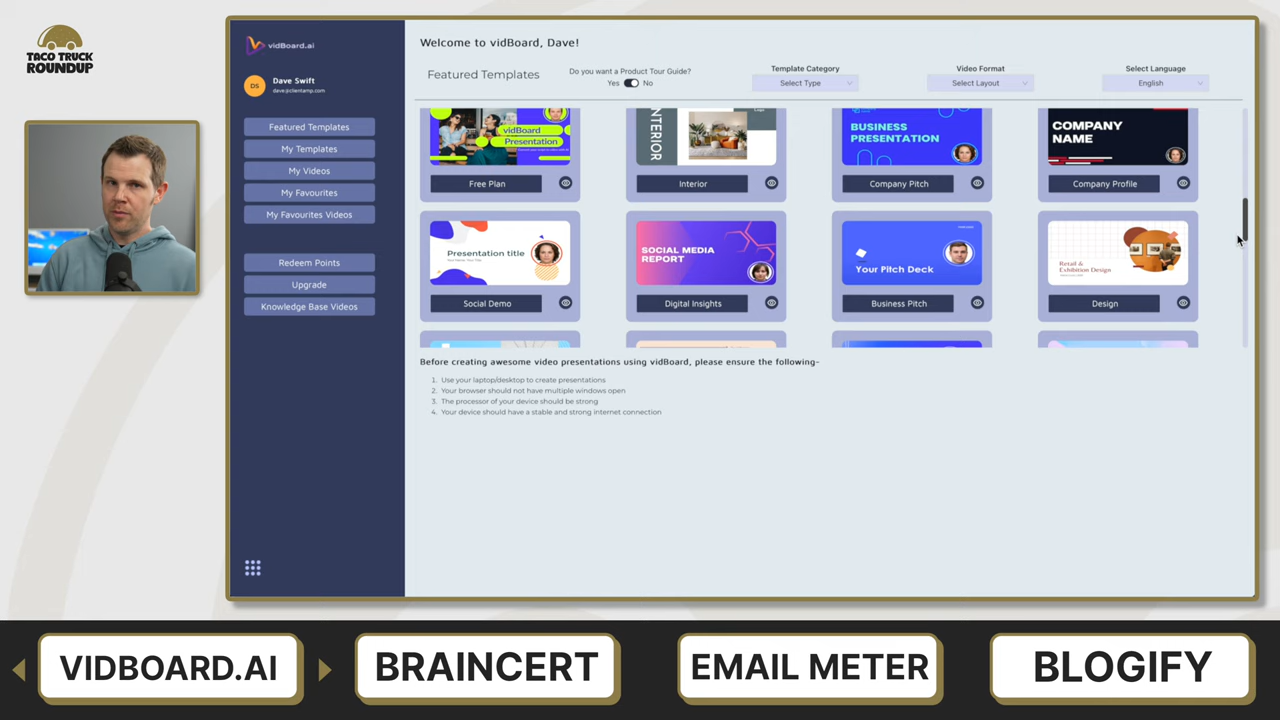 TACO TRUCK
ROUNDUP
vidBoard.ai
DS
Dave Swift
dave@clientamp.com
Featured Templates
My Templates
My Videos
My Favourites
My Favourites Videos
Redeem Points
Upgrade
Knowledge Base Videos
Welcome to vidBoard, Dave!
Featured Templates
Do you want a Product Tour Guide?
Yes No
Template Category
Select Type
Video Format
Select Layout
Select Language
English
vidBoard
Presentation
Free Plan
INTERIOR
Logo
Interior
BUSINESS
PRESENTATION
Company Pitch
COMPANY
NAME
Company Profile
Presentation title
Social Demo
SOCIAL MEDIA
REPORT
Digital Insights
Your Pitch Deck
Business Pitch
Retail &
Exhibition Design
Design
Before creating awesome video presentations using vidBoard, please ensure the following-
1. Use your laptop/desktop to create presentations
2. Your browser should not have multiple windows open
3. The processor of your device should be strong
4. Your device should have a stable and strong internet connection
VIDBOARD.AI
BRAINCERT
EMAIL METER
BLOGIFY